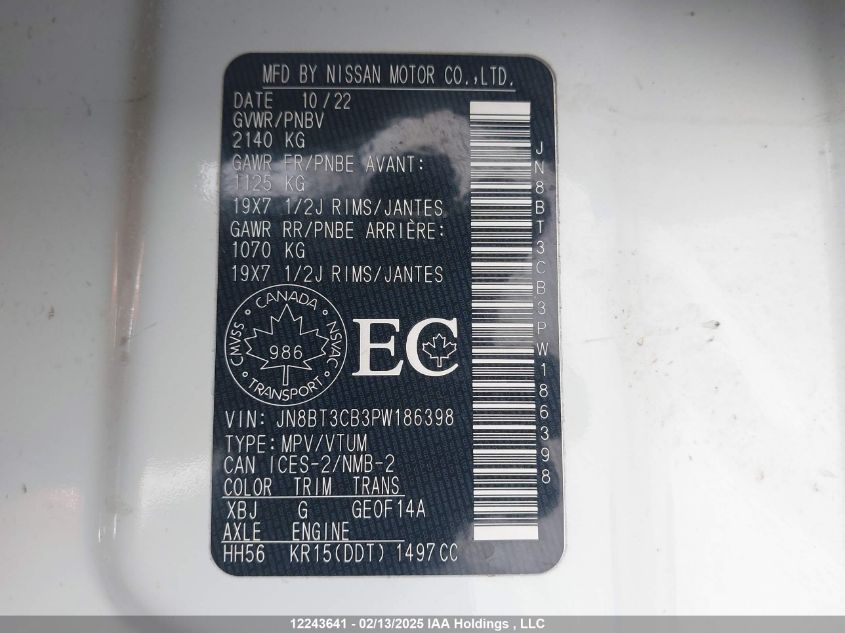 MFD BY NISSAN MOTOR CO.,LTD.
DATE 10/22
GVWR/PNBV
2140 KG
GAWR FR/PNBE AVANT:
1125 KG
19X7 1/2J RIMS/JANTES
GAWR RR/PNBE ARRIÈRE:
1070 KG
19X7 1/2J RIMS/JANTES
CANADA
CMVSS
NSVAC
986
TRANSPORT
EC
VIN: JN8BT3CB3PW186398
TYPE:MPV/VTUM
CAN ICES-2/NMB-2
COLOR TRIM TRANS
XBJ G GE0F14A
AXLE ENGINE
HH56 KR15(DDT) 1497CC
JN8BT3CB3PW186398
12243641 - 02/13/2025 IAA Holdings , LLC